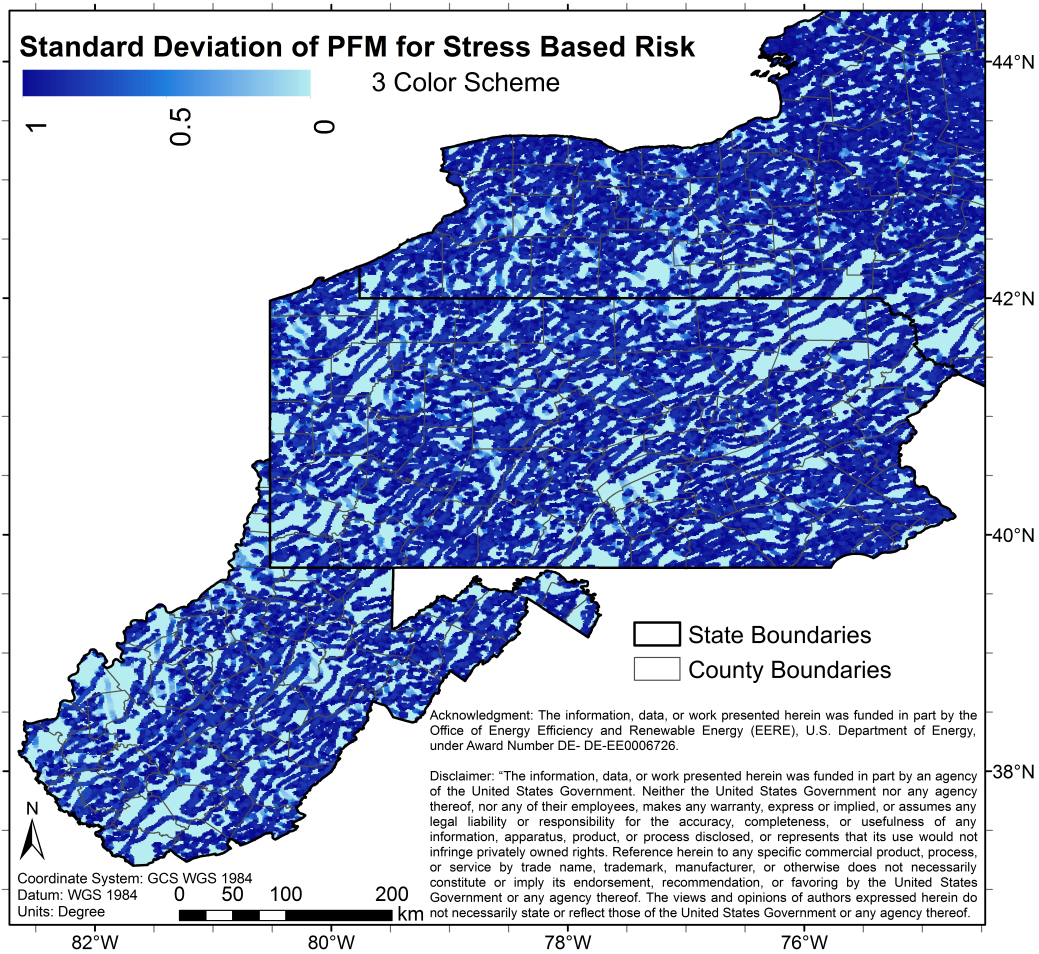 Standard Deviation of PFM for Stress Based Risk
3 Color Scheme
1
0.5
0
44°N
42°N
40°N
38°N
State Boundaries
County Boundaries
Acknowledgment: The information, data, or work presented herein was funded in part by the
Office of Energy Efficiency and Renewable Energy (EERE), U.S. Department of Energy,
under Award Number DE- DE-EE0006726.
Disclaimer: “The information, data, or work presented herein was funded in part by an agency
of the United States Government. Neither the United States Government nor any agency
thereof, nor any of their employees, makes any warranty, express or implied, or assumes any
legal liability or responsibility for the accuracy, completeness, or usefulness of any
information, apparatus, product, or process disclosed, or represents that its use would not
infringe privately owned rights. Reference herein to any specific commercial product, process,
or service by trade name, trademark, manufacturer, or otherwise does not necessarily
constitute or imply its endorsement, recommendation, or favoring by the United States
Government or any agency thereof. The views and opinions of authors expressed herein do
not necessarily state or reflect those of the United States Government or any agency thereof.
N
Coordinate System: GCS WGS 1984
Datum: WGS 1984
Units: Degree
0 50 100 200
km
82°W 80°W 78°W 76°W